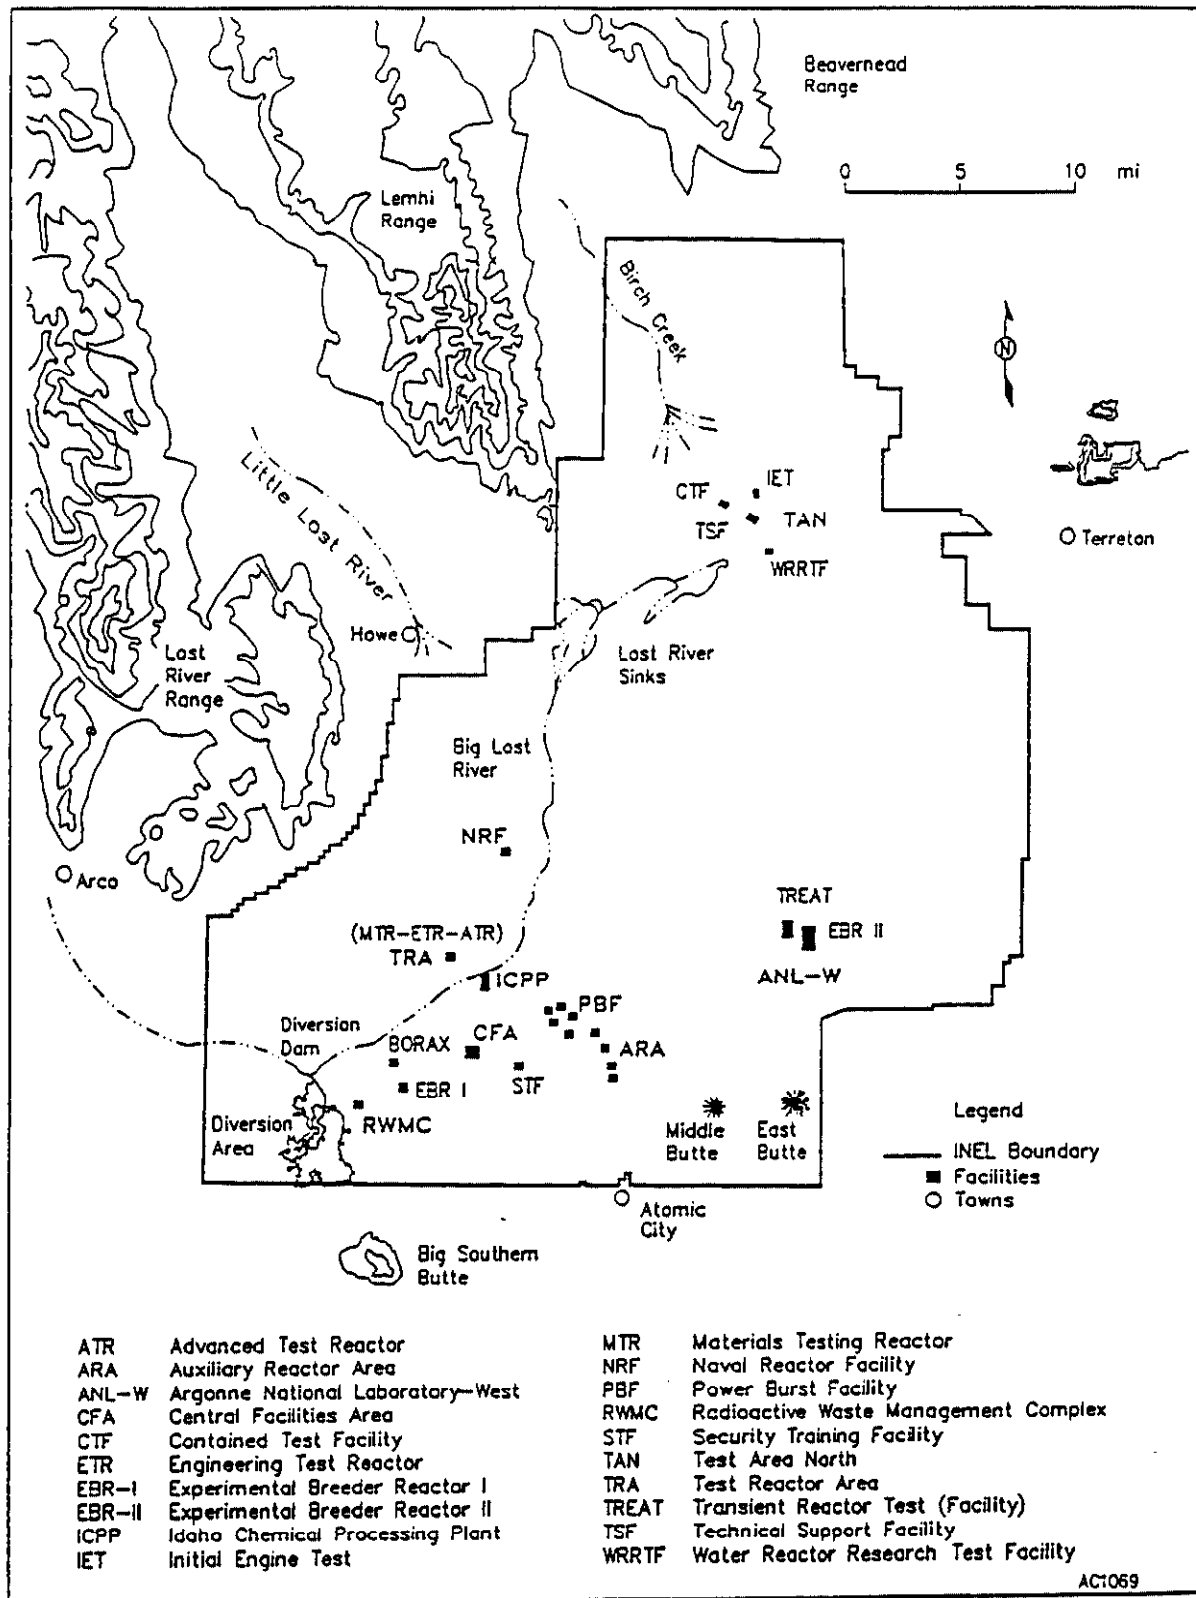 Beavernead
Range
0 5 10 mi
Lemhi
Range
Birch Creek
N
Little Lost River
CTF
IET
TSF
TAN
Terreton
WRRTF
Howe
Lost River
Sinks
Lost
River
Range
Big Lost
River
NRF
Arco
TREAT
(MTR-ETR-ATR)
TRA
EBR II
ICPP
ANL-W
PBF
Diversion
Dam
BORAX
CFA
ARA
STF
EBR I
RWMC
Diversion
Area
Middle
Butte
East
Butte
Legend
INEL Boundary
Facilities
Towns
Atomic
City
Big Southern
Butte
ATR Advanced Test Reactor
ARA Auxiliary Reactor Area
ANL-W Argonne National Laboratory-West
CFA Central Facilities Area
CTF Contained Test Facility
ETR Engineering Test Reactor
EBR-I Experimental Breeder Reactor I
EBR-II Experimental Breeder Reactor II
ICPP Idaho Chemical Processing Plant
IET Initial Engine Test
MTR Materials Testing Reactor
NRF Naval Reactor Facility
PBF Power Burst Facility
RWMC Radioactive Waste Management Complex
STF Security Training Facility
TAN Test Area North
TRA Test Reactor Area
TREAT Transient Reactor Test (Facility)
TSF Technical Support Facility
WRRTF Water Reactor Research Test Facility
AC1069